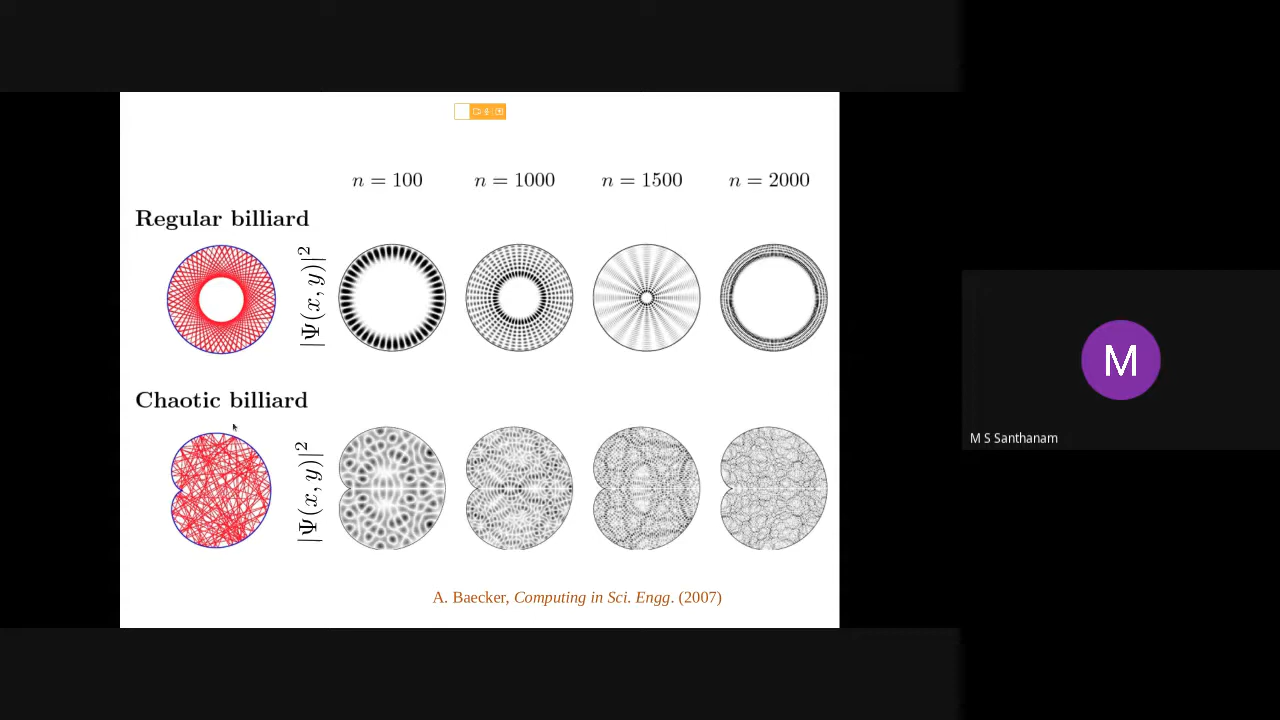 n = 100 n = 1000 n = 1500 n = 2000
Regular billiard
|Ψ(x, y)|²
Chaotic billiard
|Ψ(x, y)|²
A. Baecker, Computing in Sci. Engg. (2007)
M
M S Santhanam